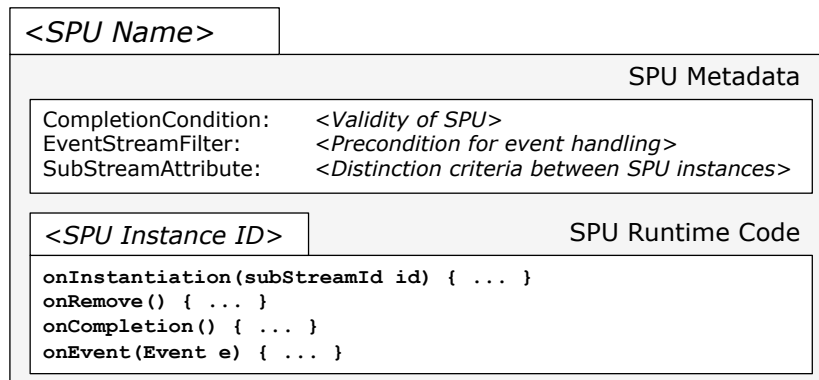 <SPU Name>
SPU Metadata
CompletionCondition: <Validity of SPU>
EventStreamFilter: <Precondition for event handling>
SubStreamAttribute: <Distinction criteria between SPU instances>
<SPU Instance ID>
SPU Runtime Code
onInstantiation(subStreamId id) { ... }
onRemove() { ... }
onCompletion() { ... }
onEvent(Event e) { ... }